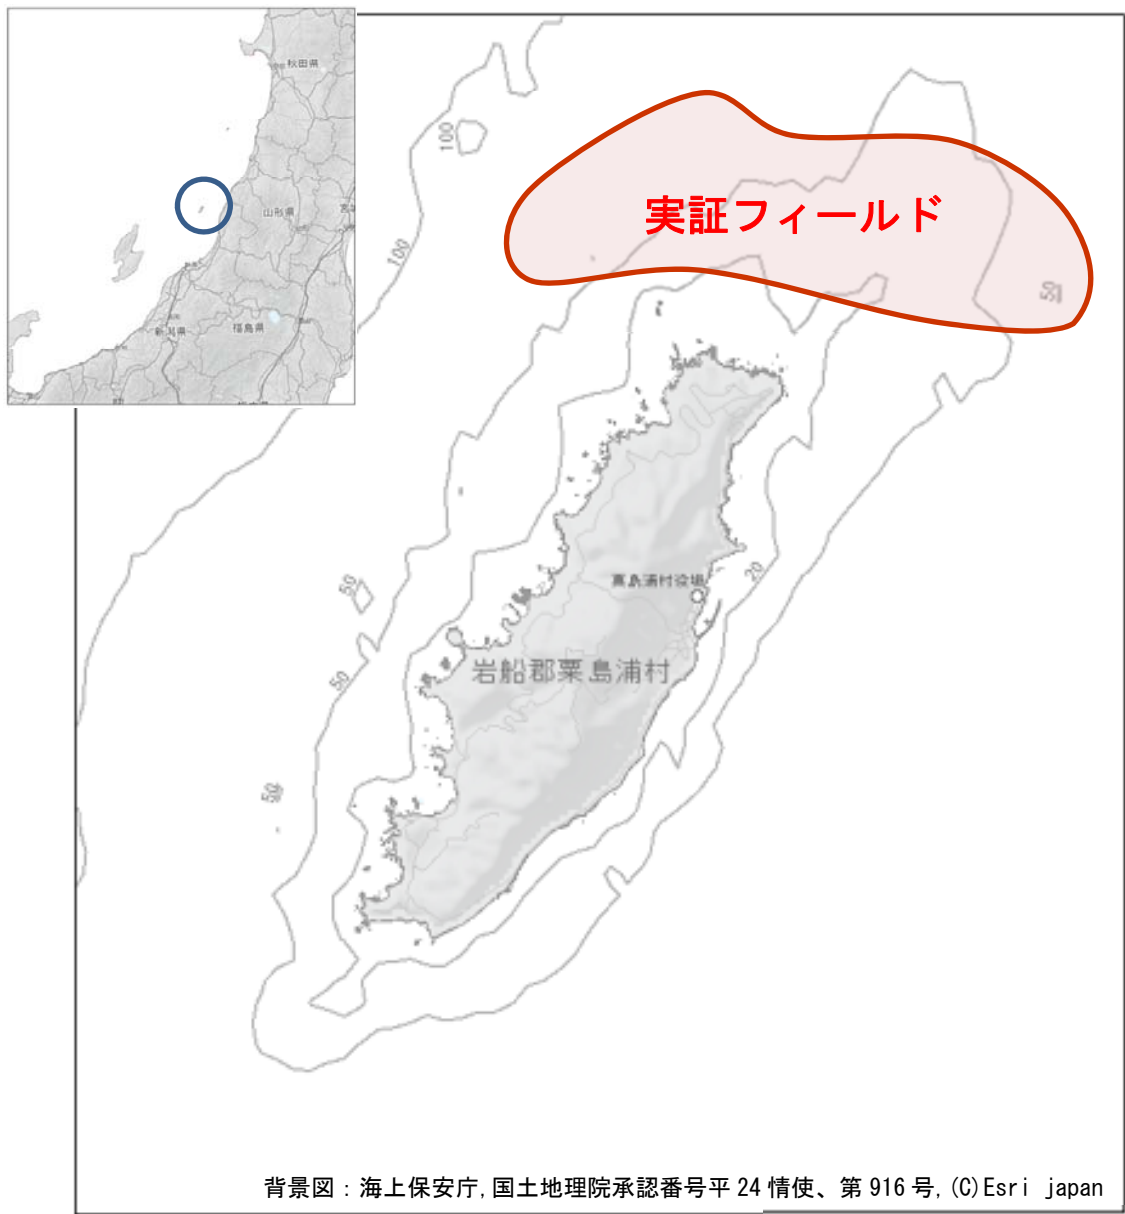 秋田県
山形県
新潟県
福島県
100
100
実証フィールド
50
50
粟島浦村役場
20
岩船郡粟島浦村
50
50
背景図：海上保安庁,国土地理院承認番号平 24 情使、第 916 号,(C)Esri japan